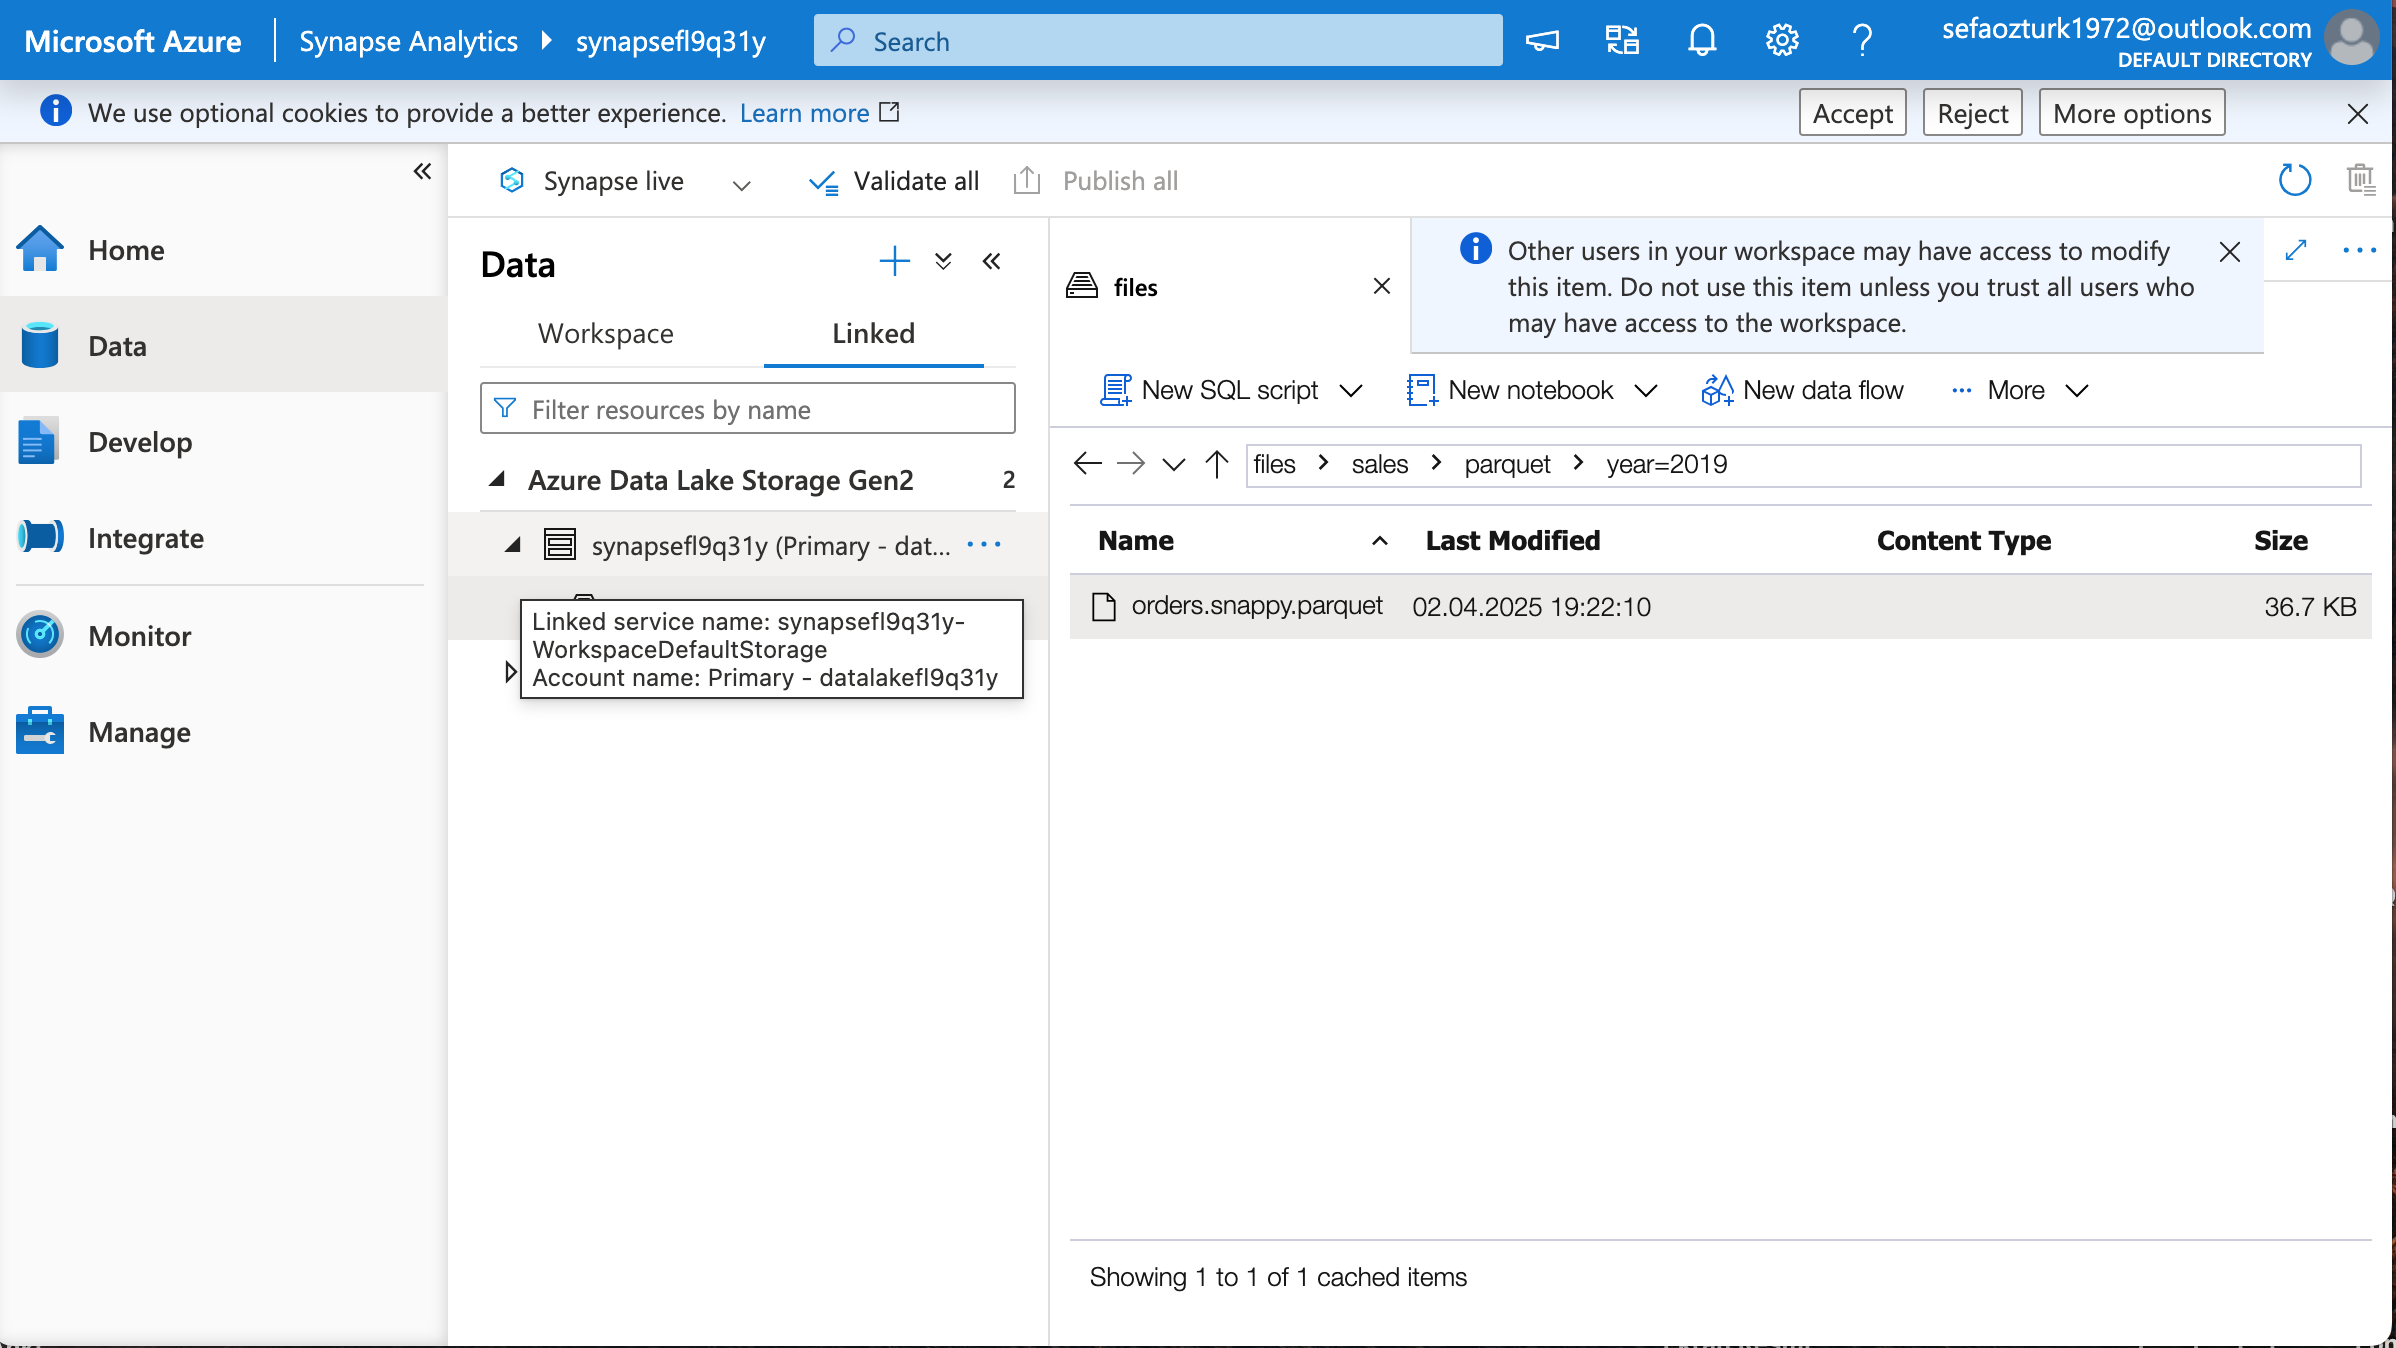 Microsoft Azure
Synapse Analytics
synapsefl9q31y
Search
sefaozturk1972@outlook.com
DEFAULT DIRECTORY
We use optional cookies to provide a better experience. Learn more
Accept
Reject
More options
Synapse live
Validate all
Publish all
Home
Data
Develop
Integrate
Monitor
Manage
Data
Workspace
Linked
Filter resources by name
Azure Data Lake Storage Gen2 2
synapsefl9q31y (Primary - dat...
Linked service name: synapsefl9q31y-
WorkspaceDefaultStorage
Account name: Primary - datalakefl9q31y
files
Other users in your workspace may have access to modify
this item. Do not use this item unless you trust all users who
may have access to the workspace.
New SQL script
New notebook
New data flow
More
files > sales > parquet > year=2019
Name Last Modified Content Type Size
orders.snappy.parquet 02.04.2025 19:22:10 36.7 KB
Showing 1 to 1 of 1 cached items